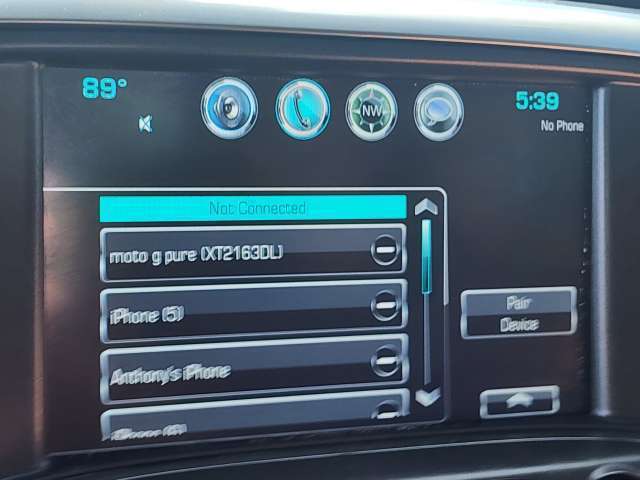 89°
NW
5:39
No Phone
Not Connected
moto g pure (XT2163DL)
iPhone (5)
Anthony's iPhone
Pair
Device